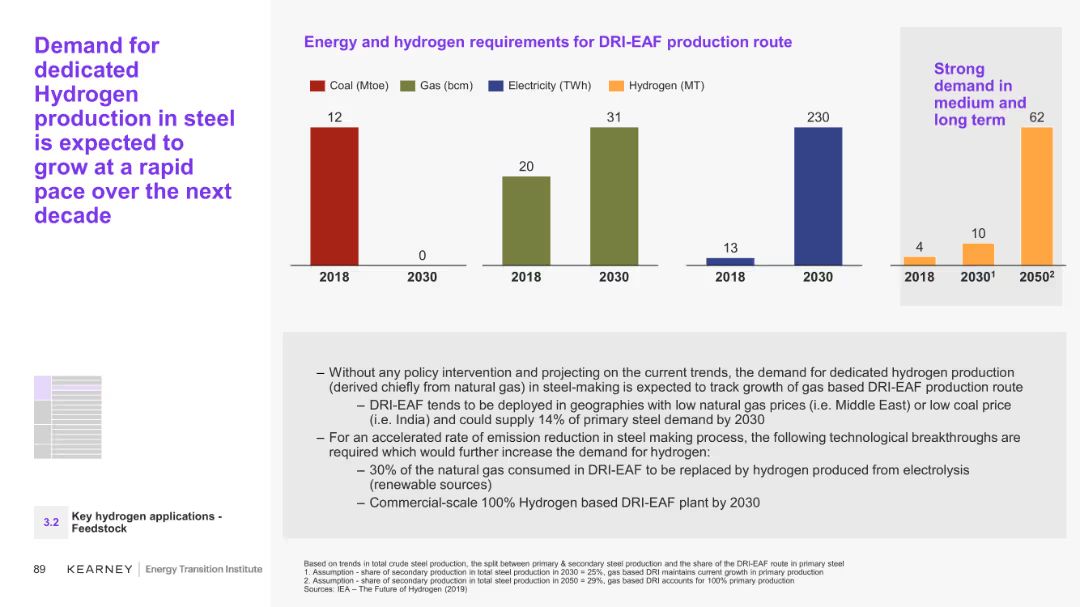 Demand for
dedicated
Hydrogen
production in steel
is expected to
grow at a rapid
pace over the next
decade
Energy and hydrogen requirements for DRI-EAF production route
Coal (Mtoe) Gas (bcm) Electricity (TWh) Hydrogen (MT)
Strong
demand in
medium and
long term
12
0
2018 2030
20
31
2018 2030
13
230
2018 2030
4
10
62
2018 2030¹ 2050²
– Without any policy intervention and projecting on the current trends, the demand for dedicated hydrogen production
(derived chiefly from natural gas) in steel-making is expected to track growth of gas based DRI-EAF production route
– DRI-EAF tends to be deployed in geographies with low natural gas prices (i.e. Middle East) or low coal price
(i.e. India) and could supply 14% of primary steel demand by 2030
– For an accelerated rate of emission reduction in steel making process, the following technological breakthroughs are
required which would further increase the demand for hydrogen:
– 30% of the natural gas consumed in DRI-EAF to be replaced by hydrogen produced from electrolysis
(renewable sources)
– Commercial-scale 100% Hydrogen based DRI-EAF plant by 2030
3.2 Key hydrogen applications -
Feedstock
89 KEARNEY Energy Transition Institute
Based on trends in total crude steel production, the split between primary & secondary steel production and the share of the DRI-EAF route in primary steel
1. Assumption - share of secondary production in total steel production in 2030 = 25%, gas based DRI maintains current growth in primary production
2. Assumption - share of secondary production in total steel production in 2050 = 29%, gas based DRI accounts for 100% primary production
Sources: IEA – The Future of Hydrogen (2019)